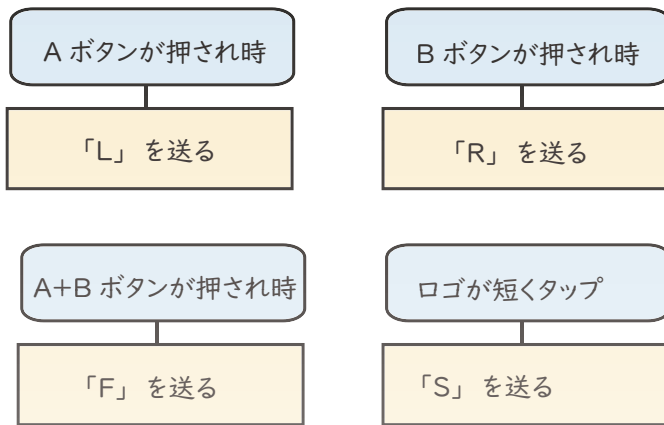 A ボタンが押され時
B ボタンが押され時
「L」 を送る
「R」 を送る
A+B ボタンが押され時
ロゴが短くタップ
「F」 を送る
「S」 を送る